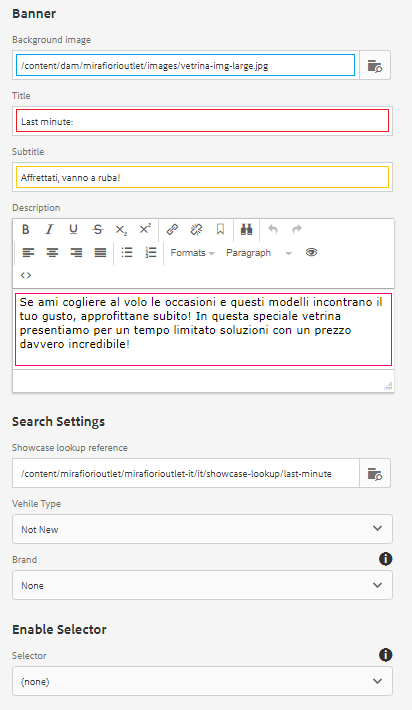 Banner
Background image
/content/dam/mirafiorioutlet/images/vetrina-img-large.jpg
Title
Last minute:
Subtitle
Affrettati, vanno a ruba!
Description
B I U S X₂ X²
Formats Paragraph
<>
Se ami cogliere al volo le occasioni e questi modelli incontrano il
tuo gusto, approfittane subito! In questa speciale vetrina
presentiamo per un tempo limitato soluzioni con un prezzo
davvero incredibile!
Search Settings
Showcase lookup reference
/content/mirafiorioutlet/mirafiorioutlet-it/it/showcase-lookup/last-minute
Vehile Type
Not New
Brand
None
Enable Selector
Selector
(none)